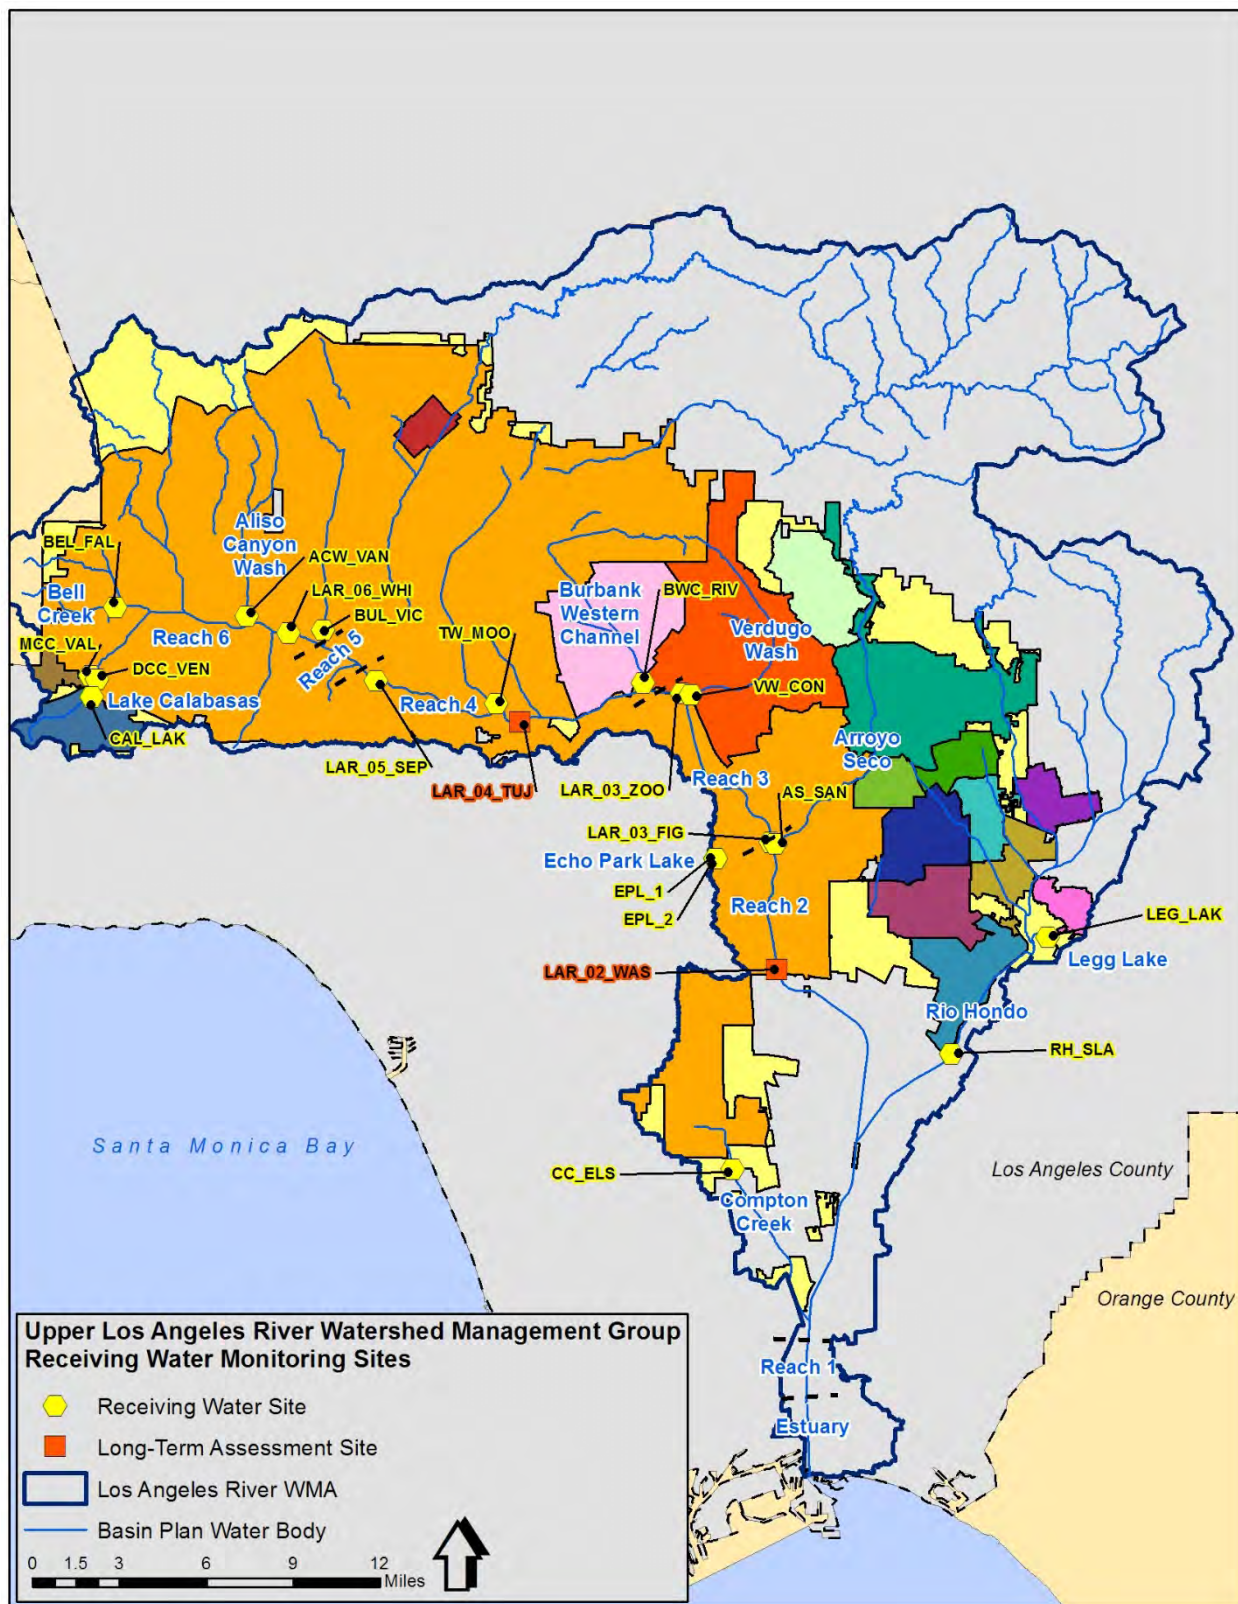 BEL_FAL
Aliso
Canyon
Wash
ACW_VAN
Bell
Creek
LAR_06_WHI
Burbank
Western
Channel
BWC_RIV
BUL_VIC
Reach 6
TW_MOO
Verdugo
Wash
MCC_VAL
Reach 5
DCC_VEN
VW_CON
Lake Calabasas
Reach 4
CAL_LAK
Arroyo
Seco
LAR_05_SEP
Reach 3
LAR_04_TUJ
LAR_03_ZOO
AS_SAN
LAR_03_FIG
Echo Park Lake
EPL_1
Reach 2
EPL_2
LEG_LAK
Legg Lake
LAR_02_WAS
Rio Hondo
RH_SLA
Santa Monica Bay
CC_ELS
Los Angeles County
Compton
Creek
Orange County
Reach 1
Estuary
Upper Los Angeles River Watershed Management Group
Receiving Water Monitoring Sites
Receiving Water Site
Long-Term Assessment Site
Los Angeles River WMA
Basin Plan Water Body
0 1.5 3 6 9 12
Miles